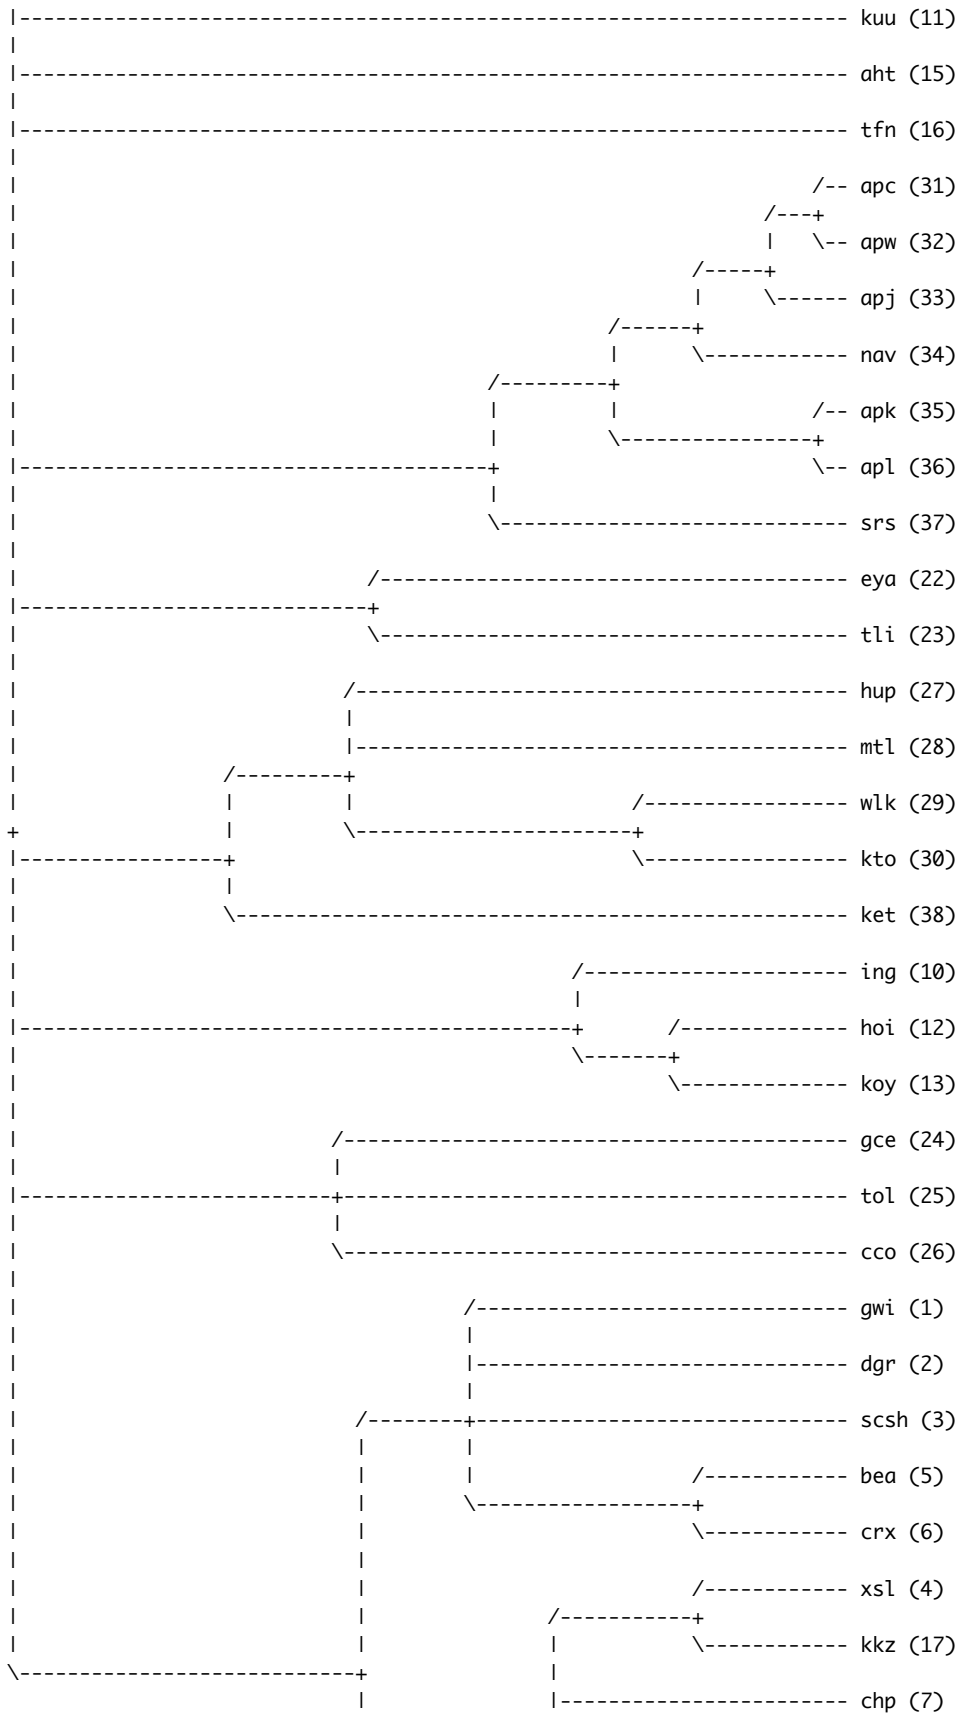 kuu (11)
aht (15)
tfn (16)
apc (31)
apw (32)
apj (33)
nav (34)
apk (35)
apl (36)
srs (37)
eya (22)
tli (23)
hup (27)
mtl (28)
wlk (29)
kto (30)
ket (38)
ing (10)
hoi (12)
koy (13)
gce (24)
tol (25)
cco (26)
gwi (1)
dgr (2)
scsh (3)
bea (5)
crx (6)
xsl (4)
kkz (17)
chp (7)